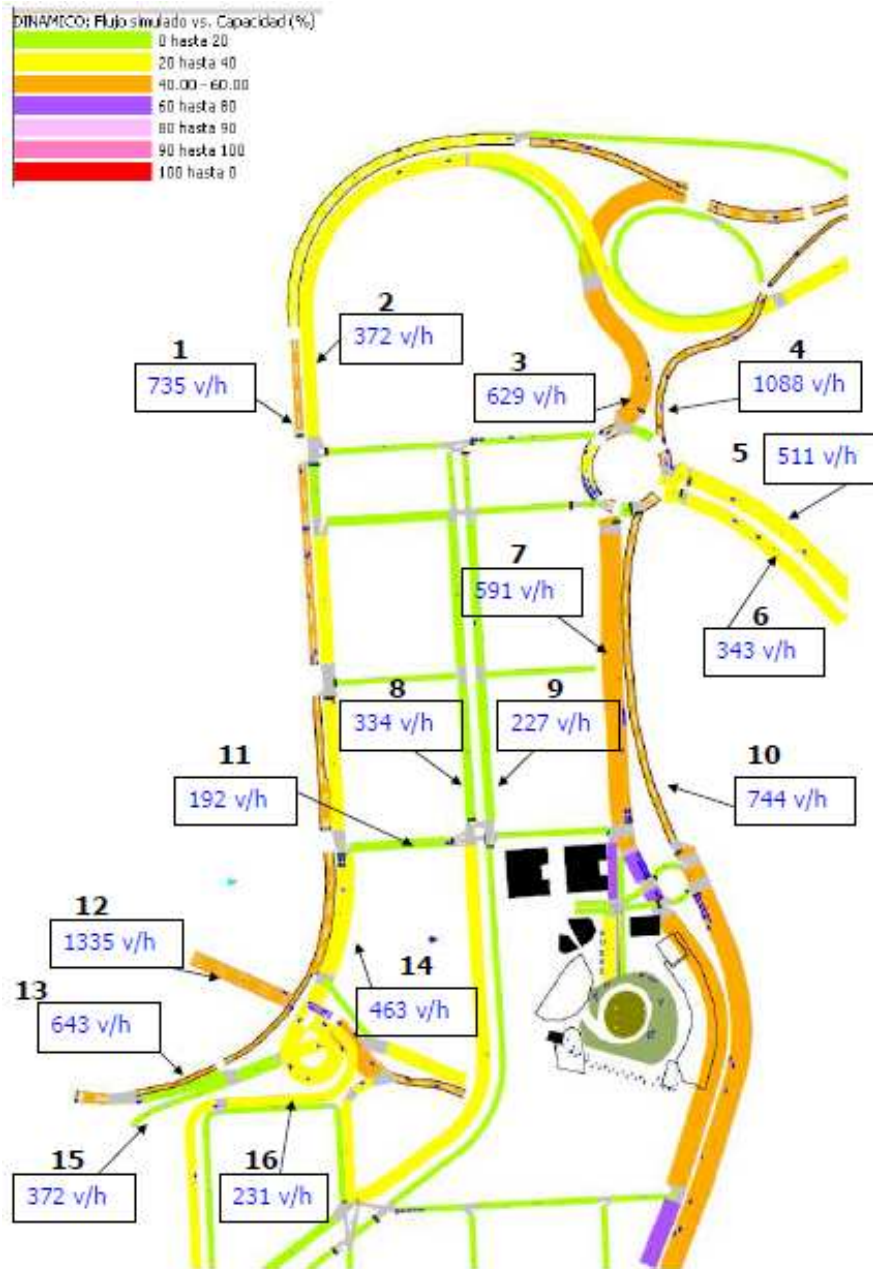 DINAMICO: Flujo simulado vs. Capacidad (%)
0 hasta 20
20 hasta 40
40.00 - 60.00
60 hasta 80
80 hasta 90
90 hasta 100
100 hasta 0
1
735 v/h
2
372 v/h
3
629 v/h
4
1088 v/h
5
511 v/h
6
343 v/h
7
591 v/h
8
334 v/h
9
227 v/h
10
744 v/h
11
192 v/h
12
1335 v/h
13
643 v/h
14
463 v/h
15
372 v/h
16
231 v/h